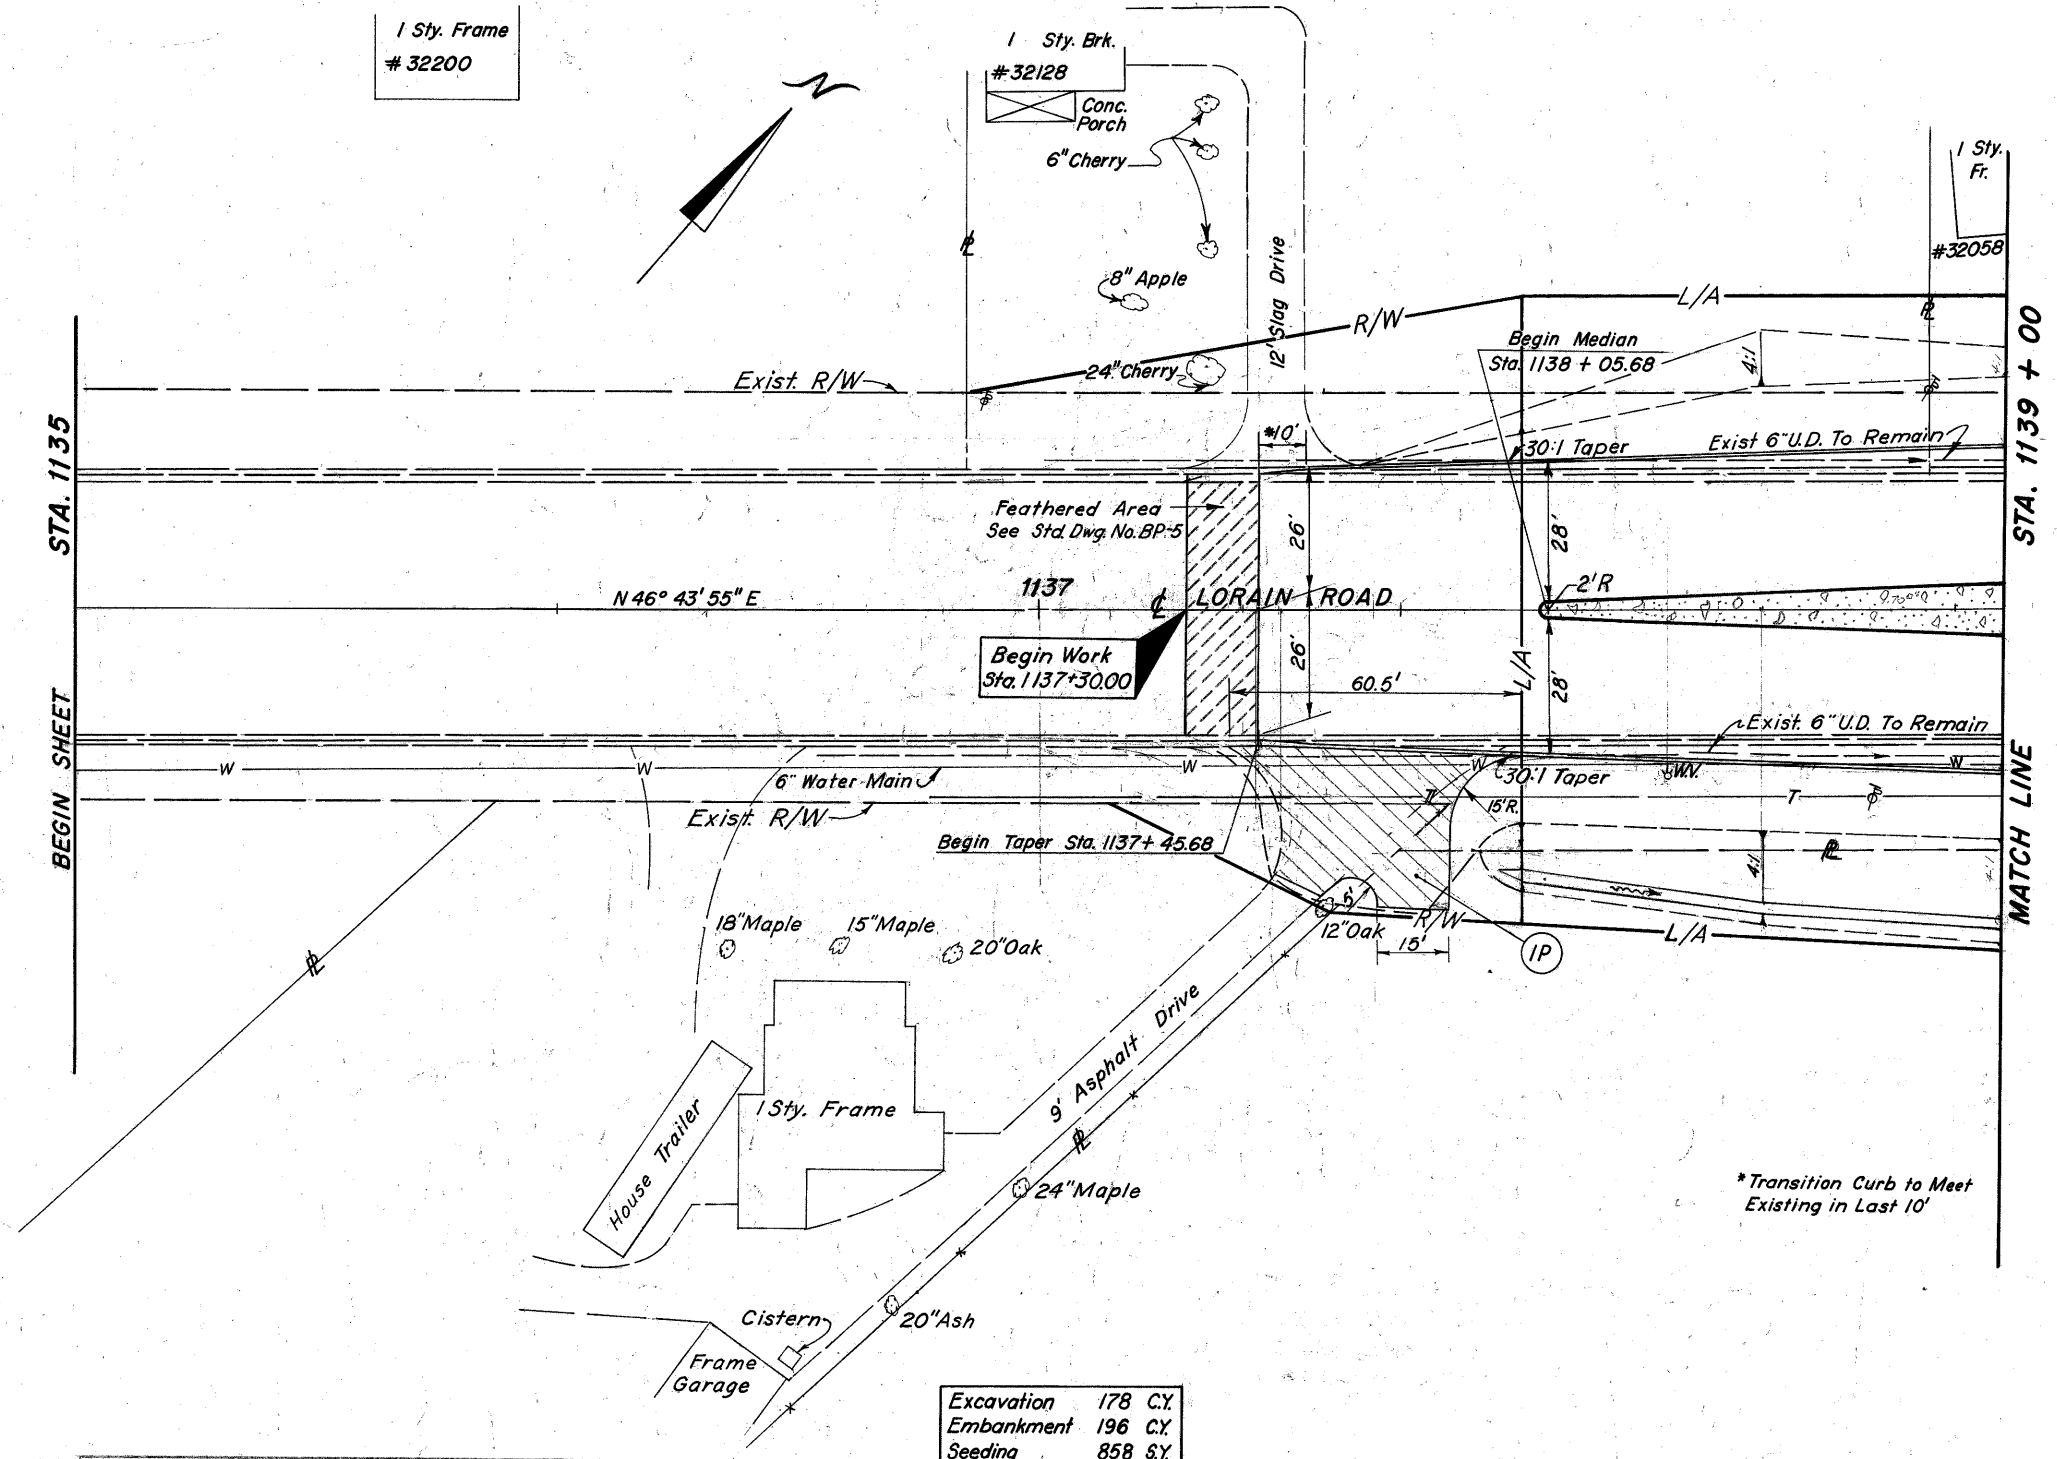 1 Sty. Frame
# 32200
1 Sty. Brk.
#32128
Conc.
Porch
6" Cherry
8" Apple
12' Slag Drive
24" Cherry
Exist. R/W
R/W
L/A
1 Sty.
Fr.
#32058
Begin Median
Sta. 1138 + 05.68
4:1
*10'
30:1 Taper
Exist 6" U.D. To Remain
STA. 1135
BEGIN SHEET
STA. 1139 + 00
MATCH LINE
Feathered Area
See Std. Dwg. No. BP-5
26'
28'
2' R
N 46° 43' 55" E
1137
LORAIN ROAD
Begin Work
Sta. 1137+30.00
26'
60.5'
L/A
28'
Exist. 6" U.D. To Remain
W
W
W
W
W
6" Water Main
30:1 Taper
W.V.
T
15' R.
Exist. R/W
Begin Taper Sta. 1137+ 45.68
4:1
18" Maple
15" Maple
20" Oak
5'
12" Oak
R/W
15'
1P
L/A
9' Asphalt Drive
1 Sty. Frame
House Trailer
24" Maple
*Transition Curb to Meet
Existing in Last 10'
Cistern
20" Ash
Frame
Garage
Excavation 178 C.Y.
Embankment 196 C.Y.
Seeding 858 S.Y.